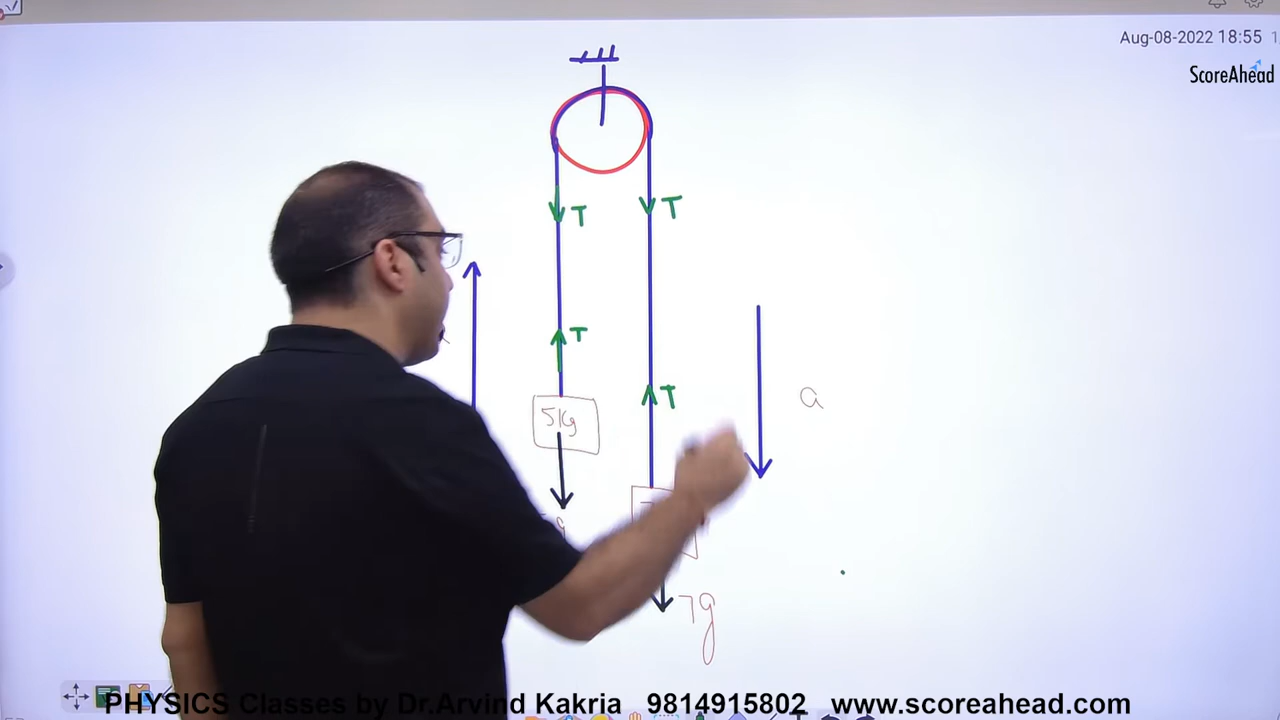 Aug-08-2022 18:55
ScoreAhead
T
T
T
T
a
5kg
g
7g
PHYSICS Classes by Dr.Arvind Kakria 9814915802 www.scoreahead.com